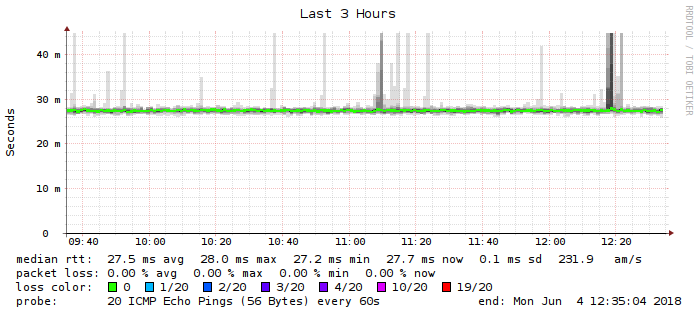 Last 3 Hours
RRDTOOL / TOBI OETIKER
Seconds
40 m
30 m
20 m
10 m
0
09:40 10:00 10:20 10:40 11:00 11:20 11:40 12:00 12:20
median rtt: 27.5 ms avg 28.0 ms max 27.2 ms min 27.7 ms now 0.1 ms sd 231.9 am/s
packet loss: 0.00 % avg 0.00 % max 0.00 % min 0.00 % now
loss color: 0 1/20 2/20 3/20 4/20 10/20 19/20
probe: 20 ICMP Echo Pings (56 Bytes) every 60s end: Mon Jun 4 12:35:04 2018